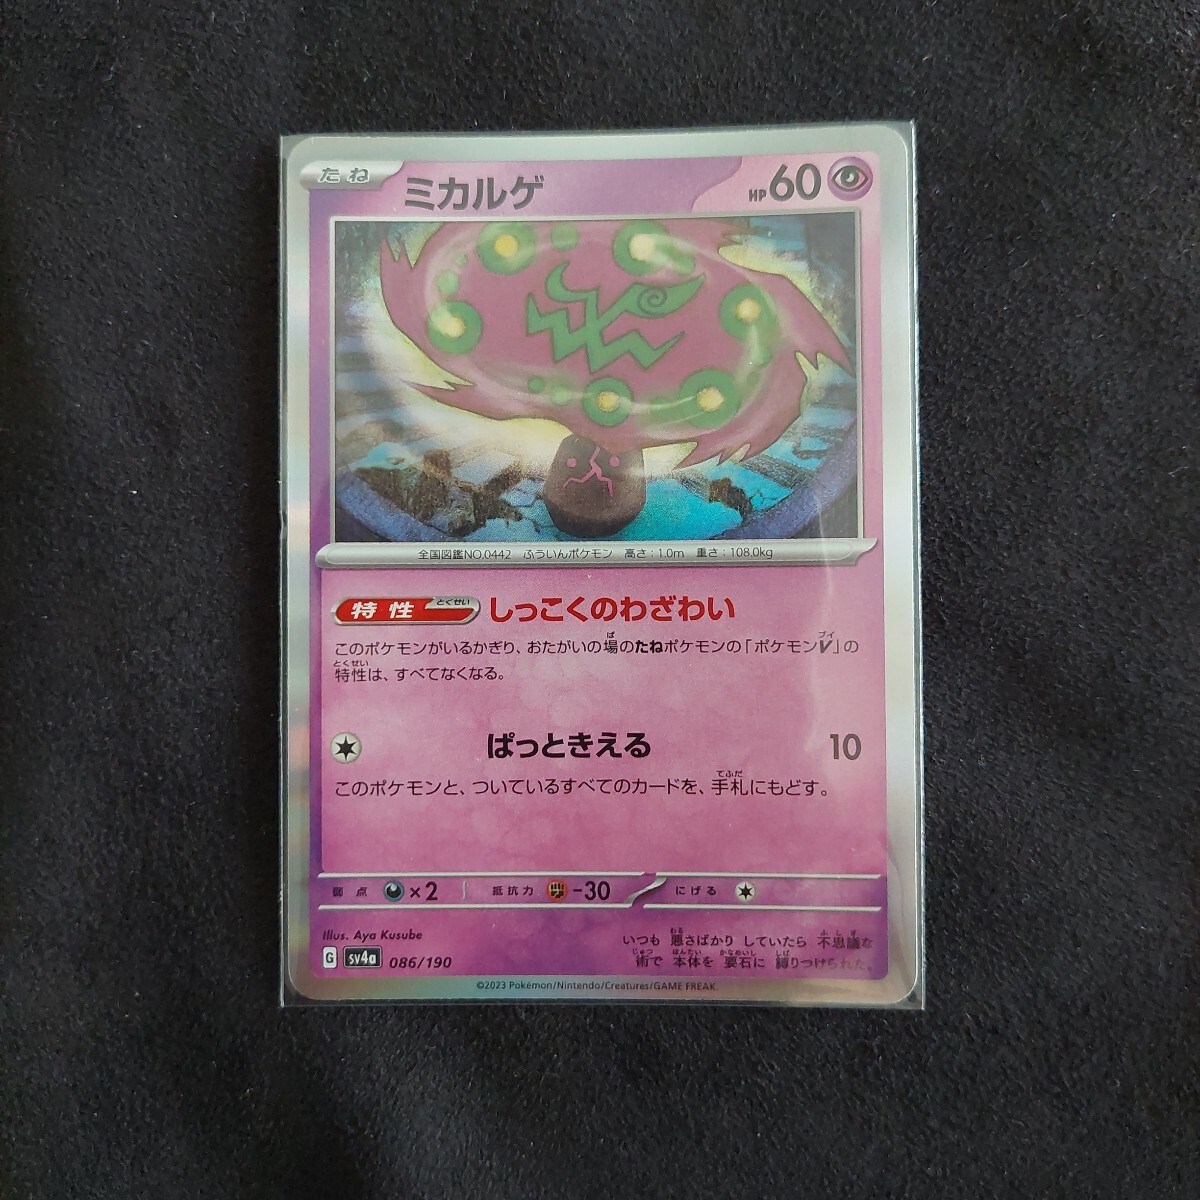 たね ミカルゲ HP60
全国図鑑NO.0442 ふういんポケモン 高さ:1.0m 重さ:108.0kg
特性 とくせい しっこくのわざわい
このポケモンがいるかぎり、おたがいの場のたねポケモンの「ポケモンV」の
特性は、すべてなくなる。
ぱっときえる 10
このポケモンと、ついているすべてのカードを、手札にもどす。
弱点 ×2 抵抗力 -30 にげる
Illus. Aya Kusube
いつも 悪さばかり していたら 不思議な
術で 本体を 要石に 縛りつけられた。
G sv4a 086/190
©2023 Pokémon/Nintendo/Creatures/GAME FREAK